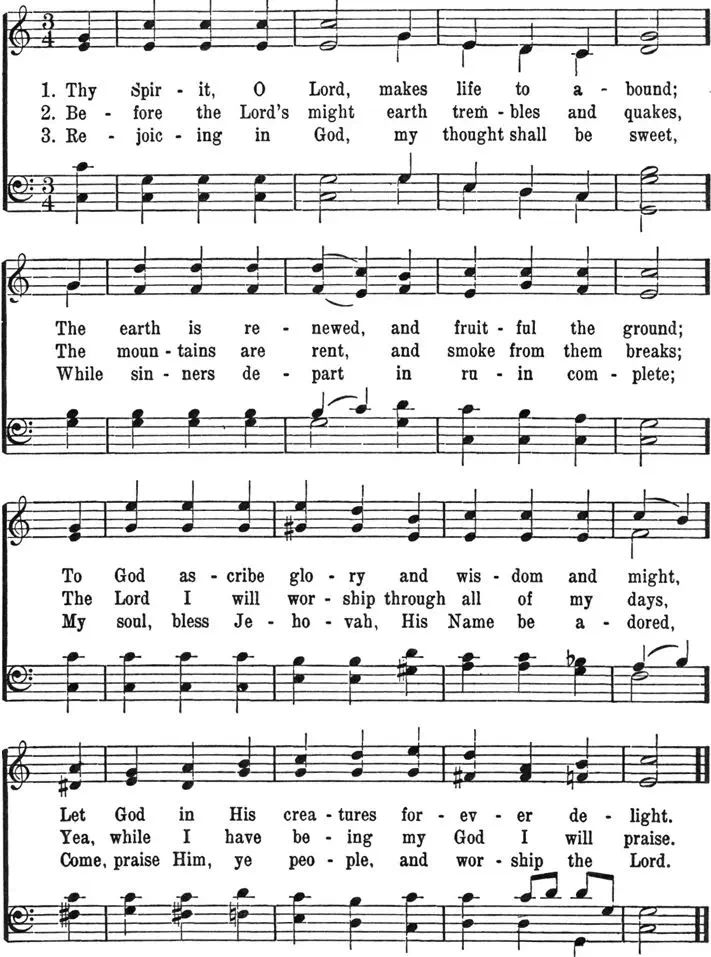 1. Thy Spir - it, O Lord, makes life to a - bound;
2. Be - fore the Lord's might earth trem - bles and quakes,
3. Re - joic - ing in God, my thought shall be sweet,
The earth is re - newed, and fruit - ful the ground;
The moun - tains are rent, and smoke from them breaks;
While sin - ners de - part in ru - in com - plete;
To God as - cribe glo - ry and wis - dom and might,
The Lord I will wor - ship through all of my days,
My soul, bless Je - ho - vah, His Name be a - dored,
Let God in His crea - tures for - ev - er de - light.
Yea, while I have be - ing my God I will praise.
Come, praise Him, ye peo - ple, and wor - ship the Lord.